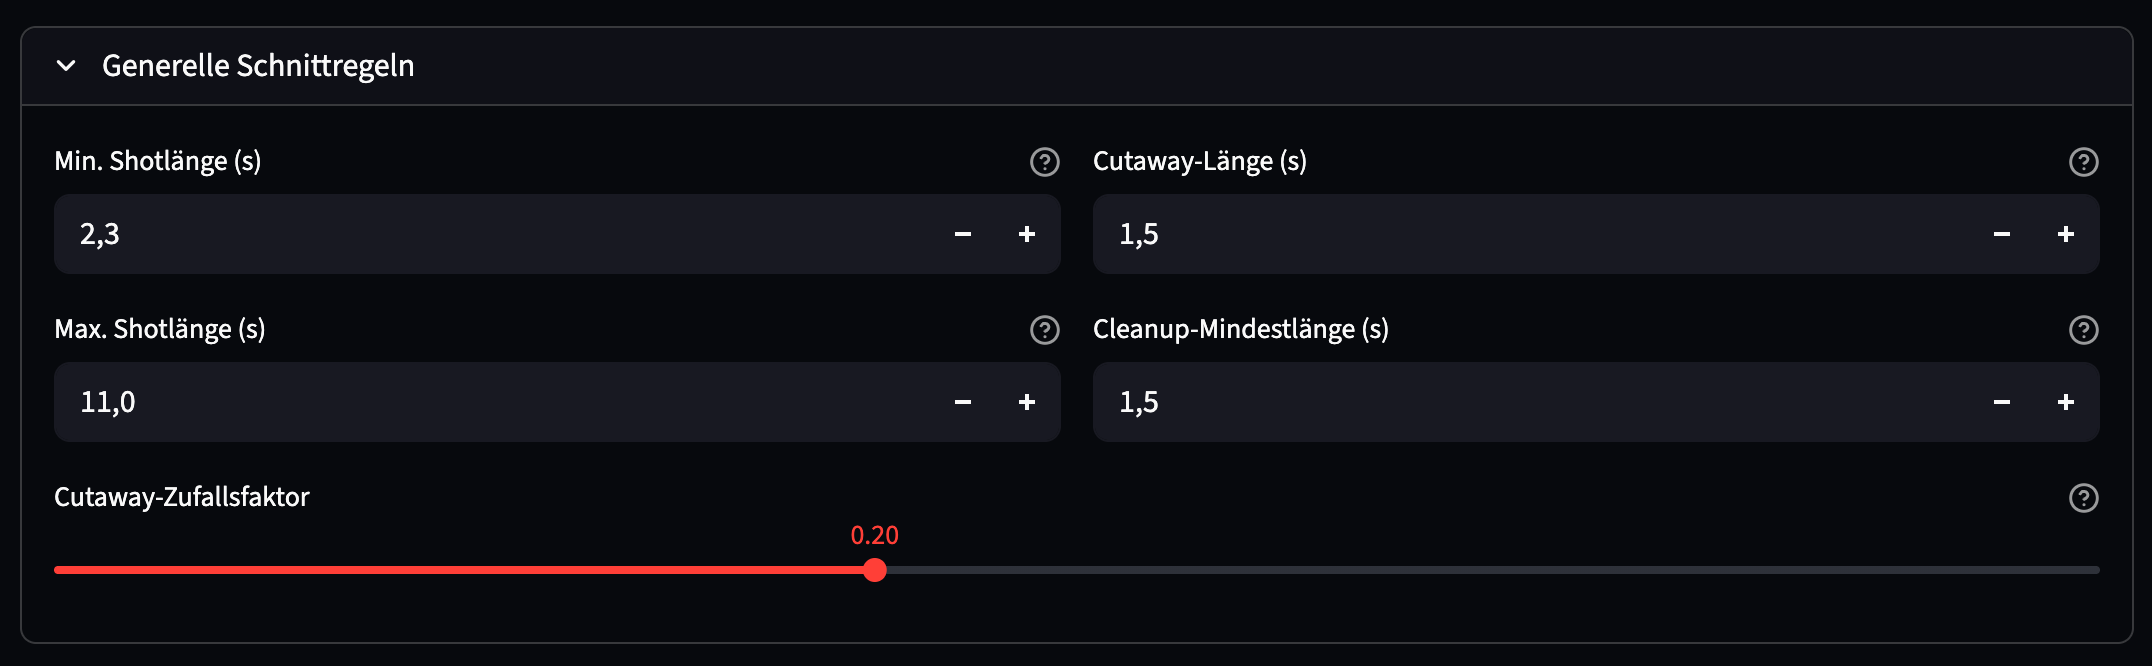 Generelle Schnittregeln
Min. Shotlänge (s)
Cutaway-Länge (s)
2,3
1,5
Max. Shotlänge (s)
Cleanup-Mindestlänge (s)
11,0
1,5
Cutaway-Zufallsfaktor
0.20